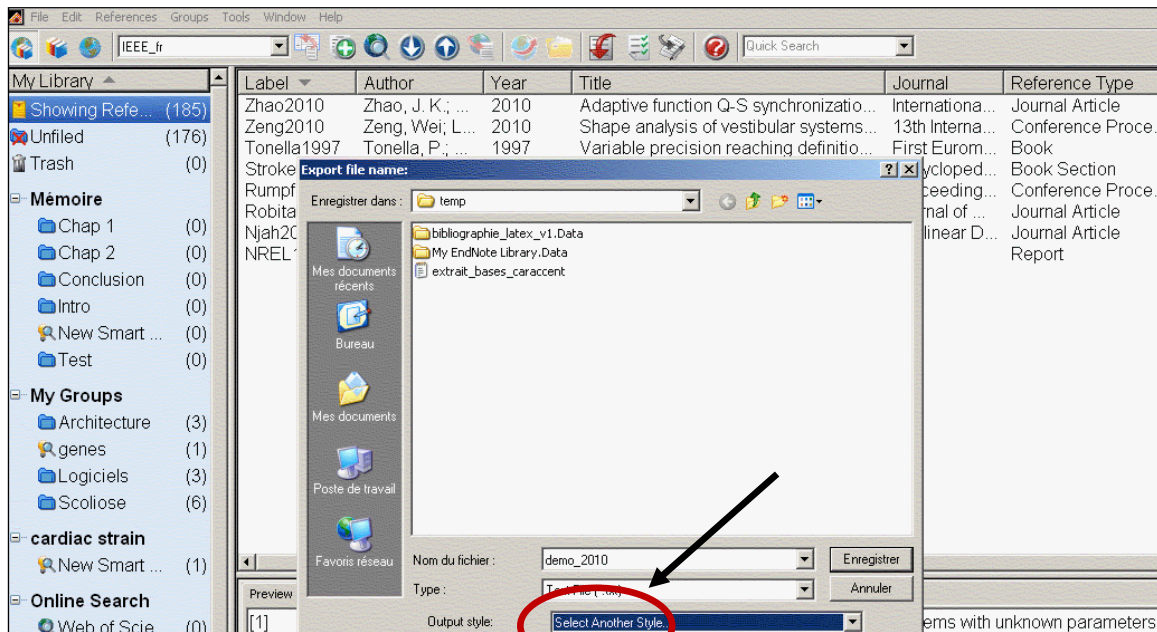 File Edit References Groups Tools Window Help
IEEE_fr Quick Search
My Library
Label Author Year Title Journal Reference Type
Showing Refe... (185)
Zhao2010 Zhao, J. K.; ... 2010 Adaptive function Q-S synchronizatio... Internationa... Journal Article
Unfiled (176)
Zeng2010 Zeng, Wei; L... 2010 Shape analysis of vestibular systems... 13th Interna... Conference Proce.
Tonella1997 Tonella, P.; ... 1997 Variable precision reaching definitio... First Eurom... Book
Trash (0)
Stroke Export file name: ycloped... Book Section
Rumpf ceeding... Conference Proce.
Mémoire
Enregistrer dans : temp
Robita rnal of ... Journal Article
Chap 1 (0)
Njah20 linear D... Journal Article
NREL1 Report
Chap 2 (0)
Conclusion (0)
Intro (0)
New Smart ... (0)
Test (0)
bibliographie_latex_v1.Data
My EndNote Library.Data
extrait_bases_caraccent
Mes documents
récents
Bureau
Mes documents
Poste de travail
Favoris réseau
My Groups
Architecture (3)
genes (1)
Logiciels (3)
Scoliose (6)
cardiac strain
New Smart ... (1)
Online Search
Web of Scie... (0)
Nom du fichier : demo_2010 Enregistrer
Type : Annuler
Output style: Select Another Style...
Preview
[1] ems with unknown parameters